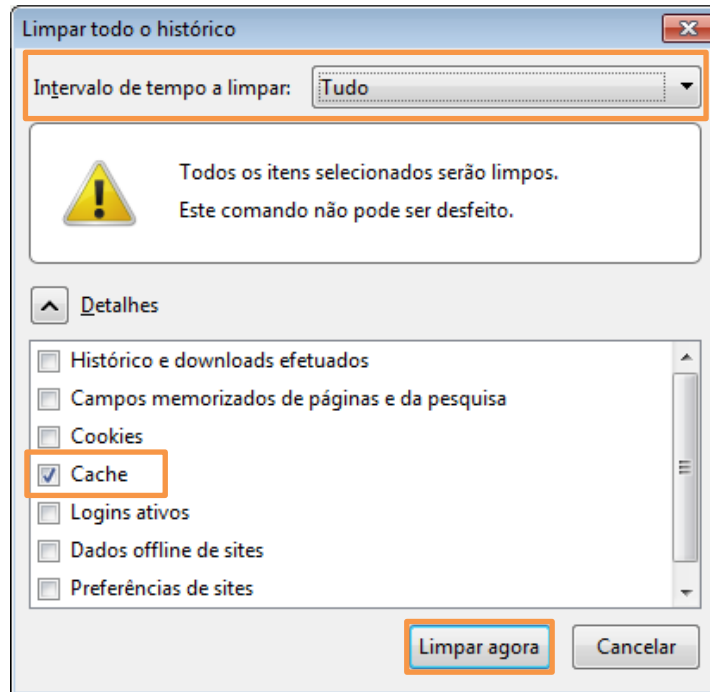 Limpar todo o histórico
Intervalo de tempo a limpar: Tudo
Todos os itens selecionados serão limpos.
Este comando não pode ser desfeito.
Detalhes
Histórico e downloads efetuados
Campos memorizados de páginas e da pesquisa
Cookies
Cache
Logins ativos
Dados offline de sites
Preferências de sites
Limpar agora Cancelar